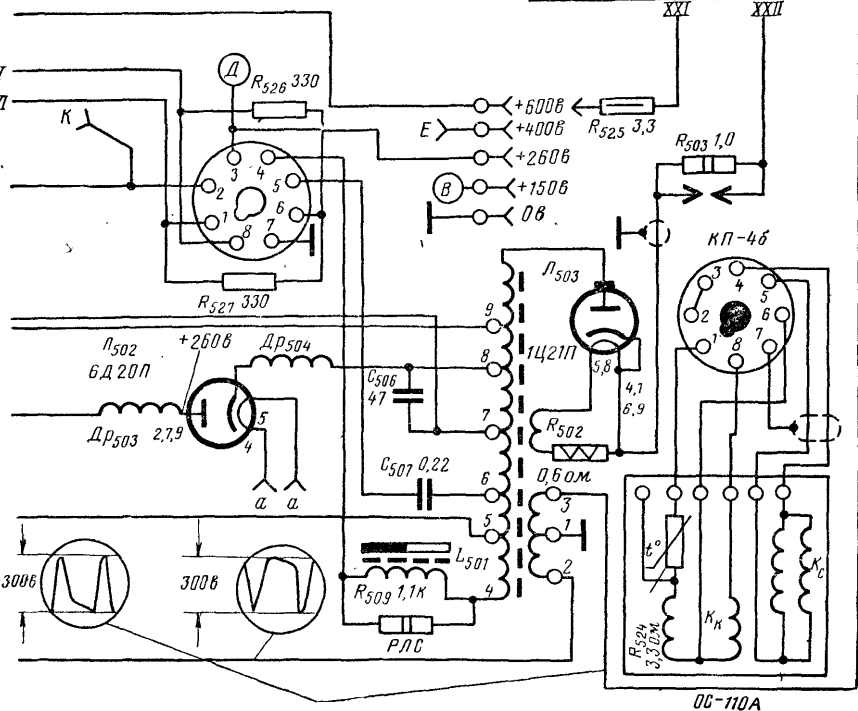 XXI
XXII
Д
R526 330
К
+600в
R525 3,3
Е
+400в
+260в
R503 1,0
В
+150в
0в
3
4
2
5
1
6
8
7
КП-4б
R527 330
Л503
3
4
5
2
6
1
7
8
9
Л502
6Д20П
+260в
Др504
8
1Ц21П
5,8
4,1
6,9
С506
47
Др503
2,7,9
5
4
7
R502
С507 0,22
6
0,6 ом
а
а
3
5
1
300в
300в
L501
2
t°
Кс
R509 1,1к
4
РЛС
R524
3,3 Ом
Кк
ОС-110А